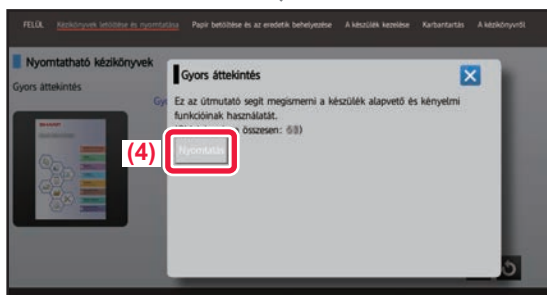 FELÜL Kézikönyvek letöltése és nyomtatása Papír betöltése és az eredetik behelyezése A készülék kezelése Karbantartás A kézikönyvről
Nyomtatható kézikönyvek
Gyors áttekintés
Gyors áttekintés
Ez az útmutató segít megismerni a készülék alapvető és kényelmi
funkcióinak használatát.
összesen:
(4)
Nyomtatás